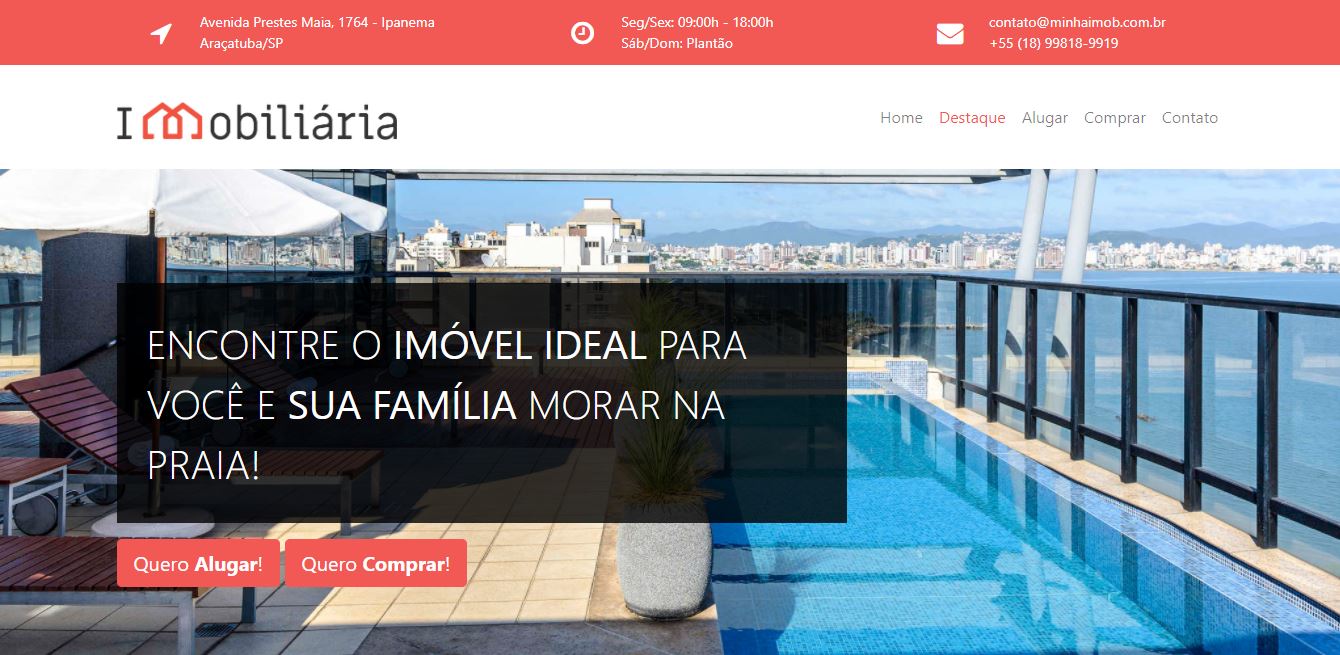 Avenida Prestes Maia, 1764 - Ipanema
Araçatuba/SP
Seg/Sex: 09:00h - 18:00h
Sáb/Dom: Plantão
contato@minhaimob.com.br
+55 (18) 99818-9919
Imobiliária
Home Destaque Alugar Comprar Contato
ENCONTRE O IMÓVEL IDEAL PARA
VOCÊ E SUA FAMÍLIA MORAR NA
PRAIA!
Quero Alugar! Quero Comprar!